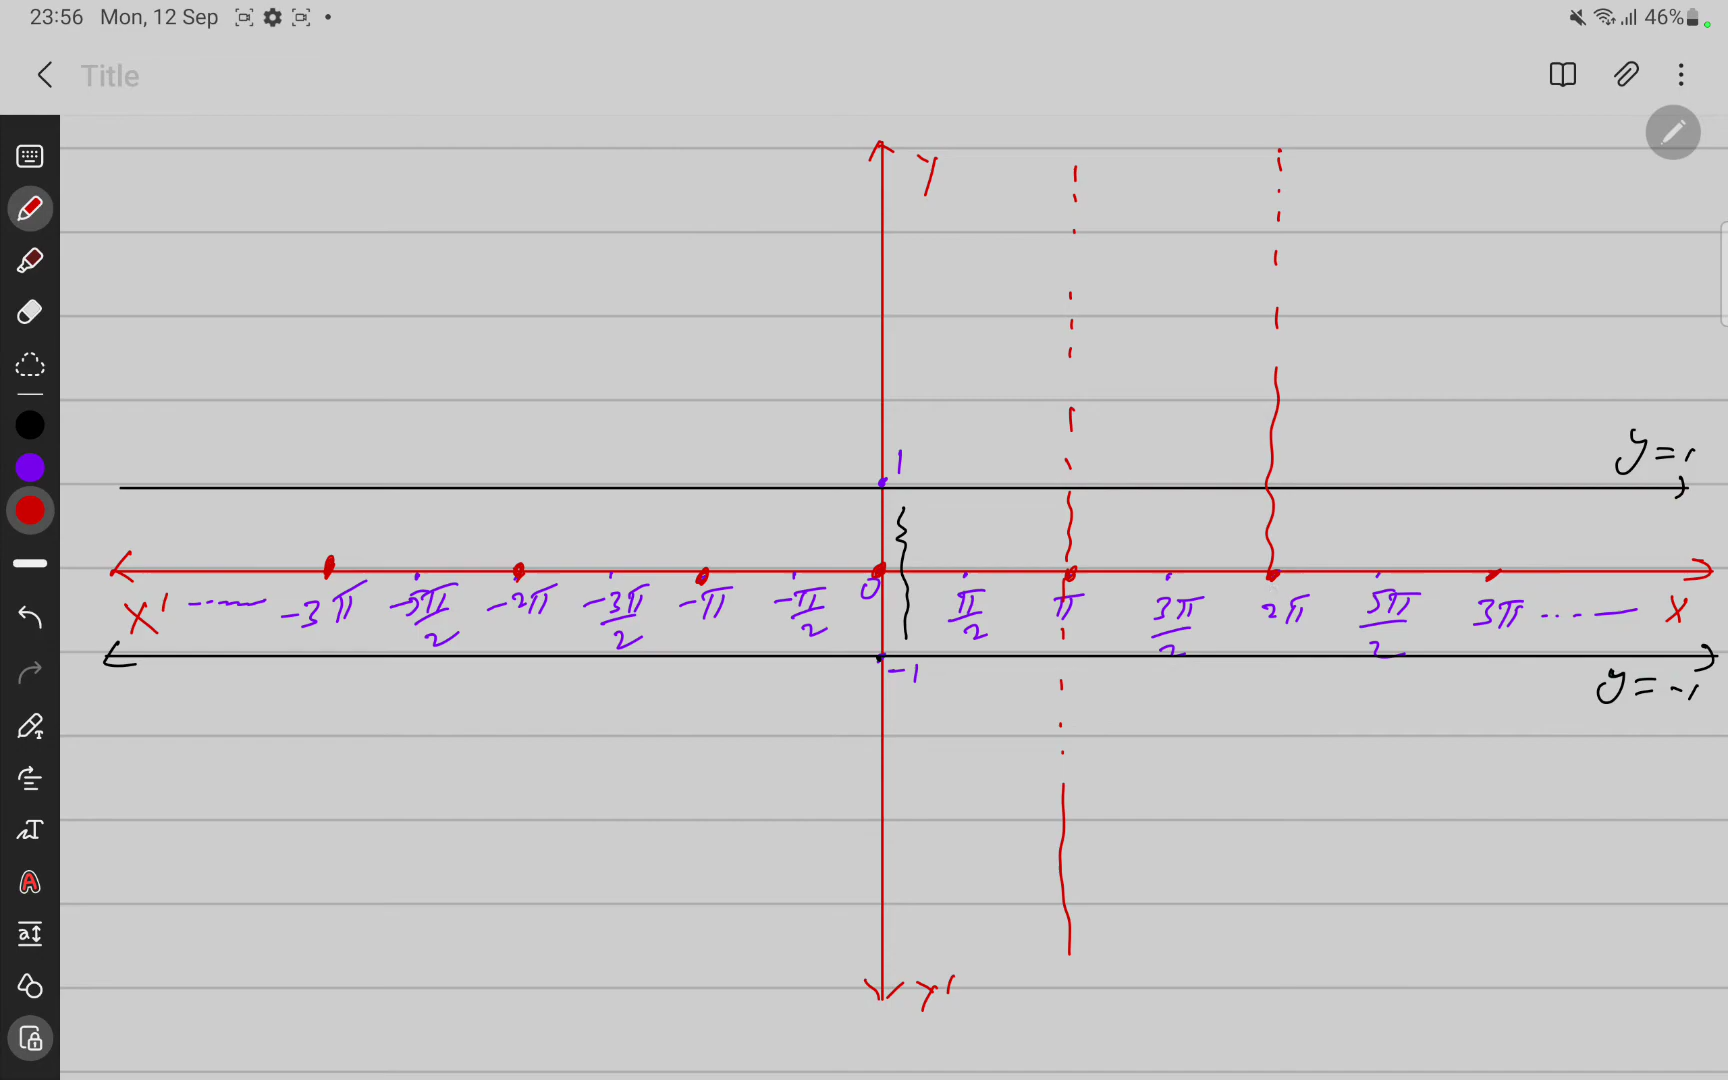 23:56 Mon, 12 Sep 46%
Title
Y
1
y = 1
X' -3π -5π/2 -2π -3π/2 -π -π/2 0 π/2 π 3π/2 2π 5π/2 3π .... X
-1
y = -1
Y'